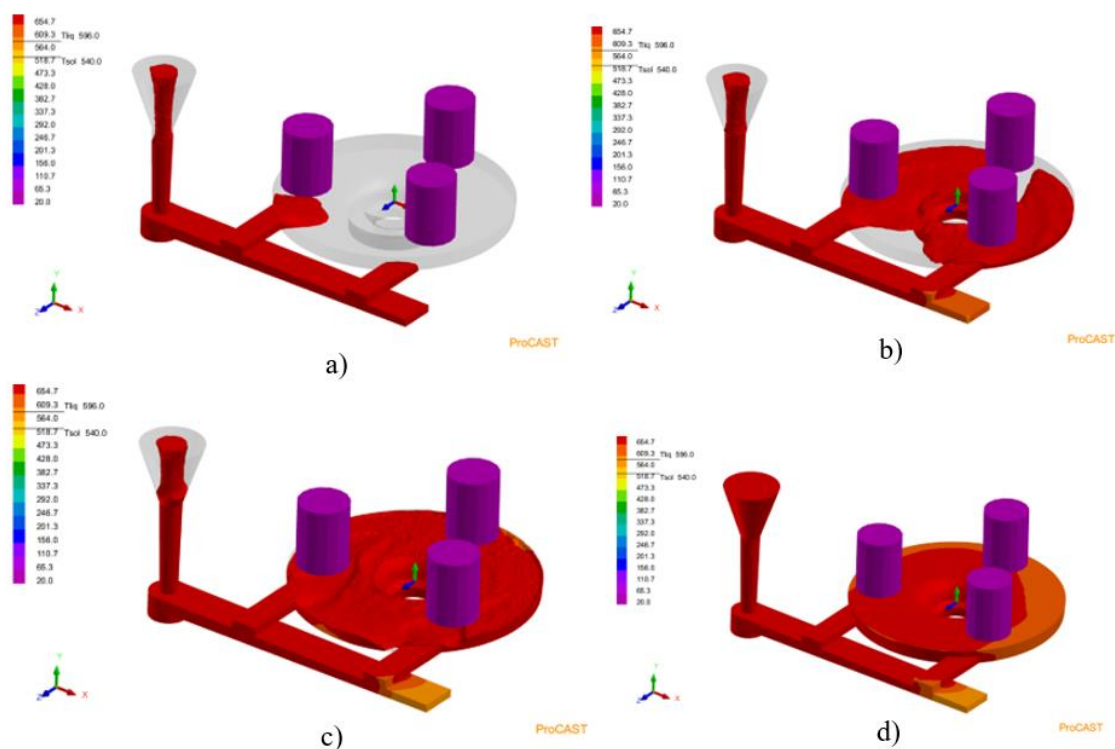 654.7
609.3 Tliq 596.0
564.0
518.7 Tsol 540.0
473.3
428.0
382.7
337.3
292.0
246.7
201.3
156.0
110.7
65.3
20.0
Y
Z X
ProCAST
a)
654.7
609.3 Tliq 596.0
564.0
518.7 Tsol 540.0
473.3
428.0
382.7
337.3
292.0
246.7
201.3
156.0
110.7
65.3
20.0
Y
Z X
ProCAST
b)
654.7
609.3 Tliq 596.0
564.0
518.7 Tsol 540.0
473.3
428.0
382.7
337.3
292.0
246.7
201.3
156.0
110.7
65.3
20.0
Y
Z X
ProCAST
c)
654.7
609.3 Tliq 596.0
564.0
518.7 Tsol 540.0
473.3
428.0
382.7
337.3
292.0
246.7
201.3
156.0
110.7
65.3
20.0
Y
Z X
ProCAST
d)